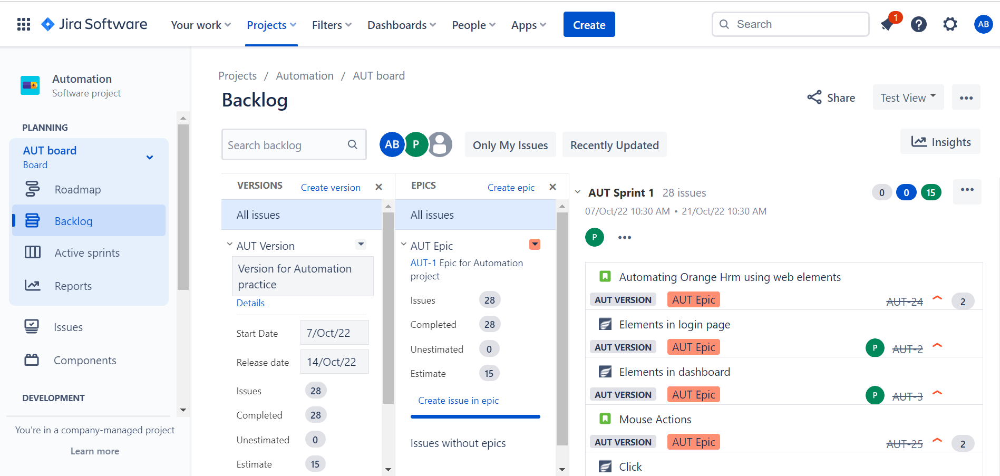 Jira Software Your work Projects Filters Dashboards People Apps Create Search 1 ? AB
Automation
Software project
PLANNING
AUT board
Board
Roadmap
Backlog
Active sprints
Reports
Issues
Components
DEVELOPMENT
You're in a company-managed project
Learn more
Projects / Automation / AUT board
Backlog
Share Test View •••
Search backlog AB P Only My Issues Recently Updated Insights
VERSIONS Create version ×
All issues
AUT Version
Version for Automation
practice
Details
Start Date 7/Oct/22
Release date 14/Oct/22
Issues 28
Completed 28
Unestimated 0
Estimate 15
EPICS Create epic ×
All issues
AUT Epic
AUT-1 Epic for Automation
project
Issues 28
Completed 28
Unestimated 0
Estimate 15
Create issue in epic
Issues without epics
AUT Sprint 1 28 issues 0 0 15 •••
07/Oct/22 10:30 AM • 21/Oct/22 10:30 AM
P •••
Automating Orange Hrm using web elements
AUT VERSION AUT Epic AUT-24 2
Elements in login page
AUT VERSION AUT Epic P AUT-2
Elements in dashboard
AUT VERSION AUT Epic P AUT-3
Mouse Actions
AUT VERSION AUT Epic AUT-25 2
Click